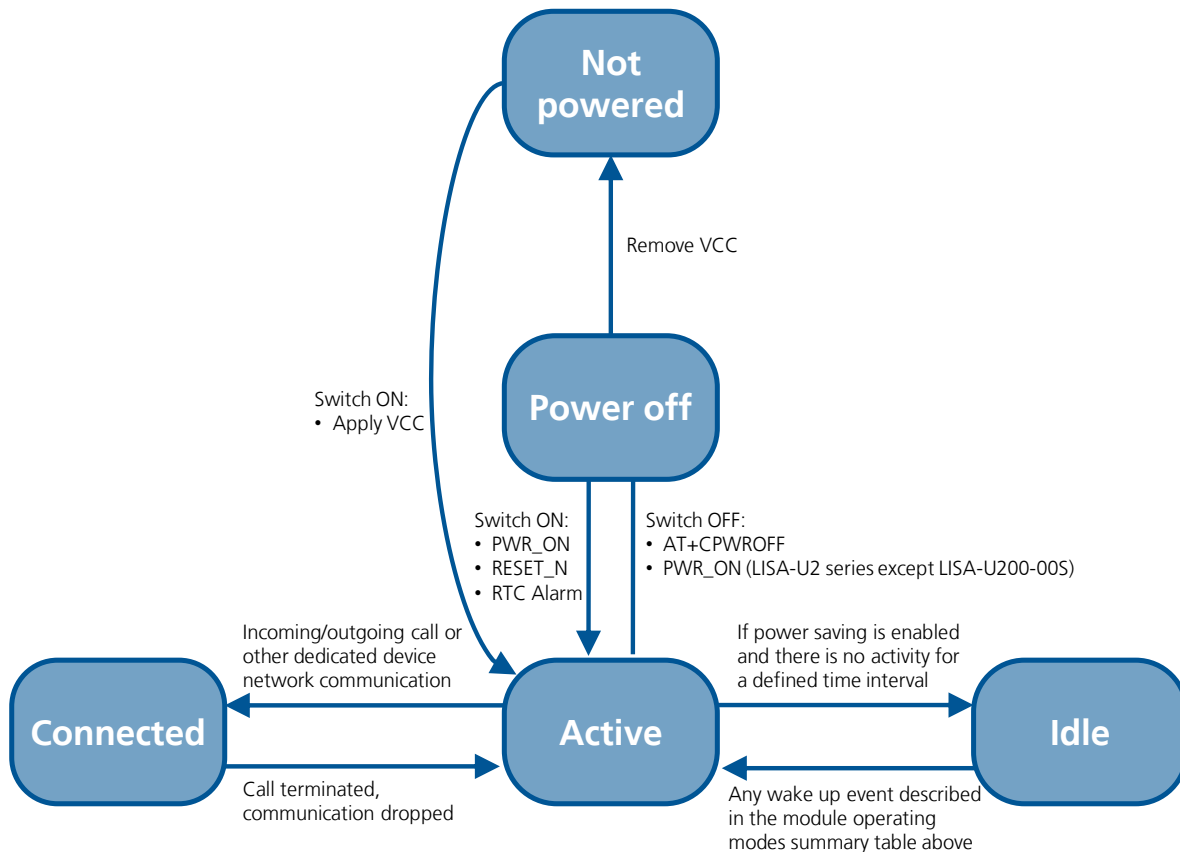 Not
powered
Remove VCC
Switch ON:
• Apply VCC
Power off
Switch ON:
• PWR_ON
• RESET_N
• RTC Alarm
Switch OFF:
• AT+CPWROFF
• PWR_ON (LISA-U2 series except LISA-U200-00S)
Incoming/outgoing call or
other dedicated device
network communication
If power saving is enabled
and there is no activity for
a defined time interval
Connected
Active
Idle
Call terminated,
communication dropped
Any wake up event described
in the module operating
modes summary table above